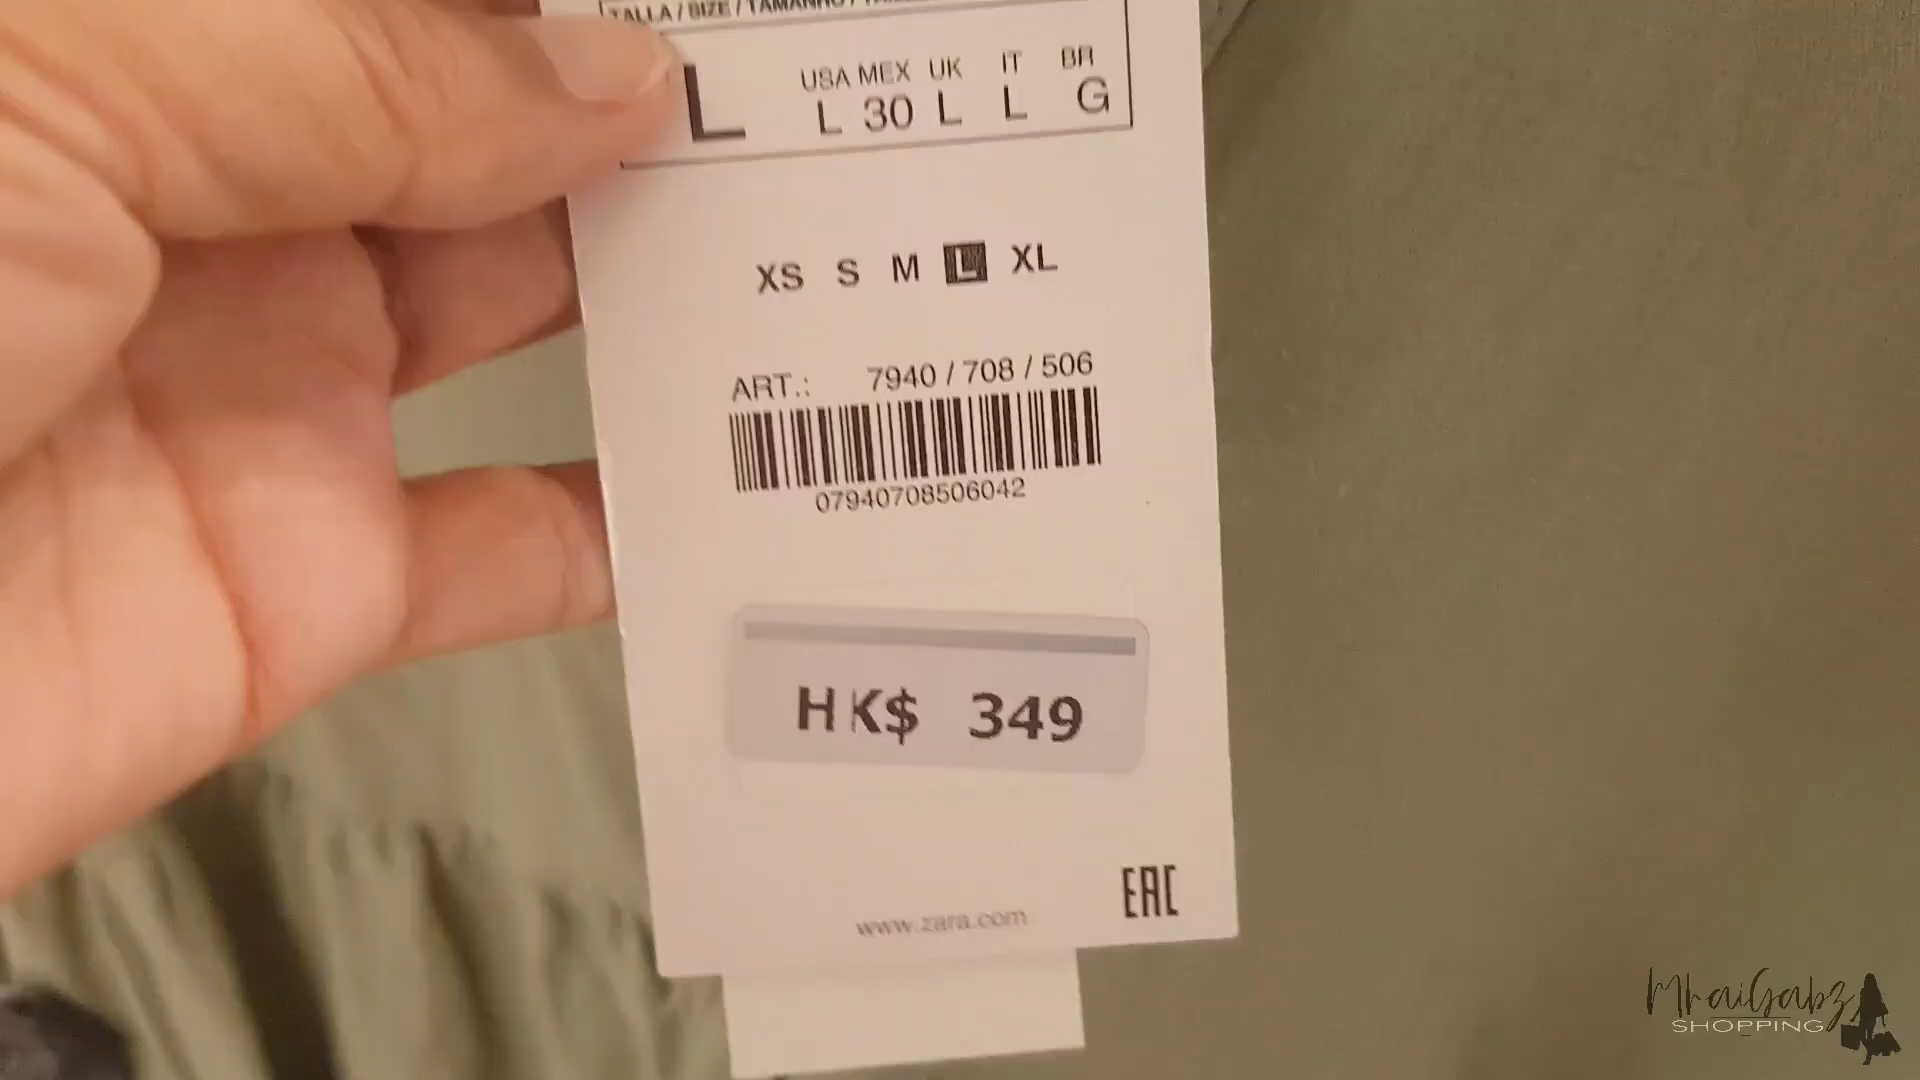 TALLA / SIZE / TAMANHO /
USA MEX UK IT BR
L L 30 L L G
XS S M L XL
ART.: 7940 / 708 / 506
07940708506042
HK$ 349
EAC
www.zara.com
MhaiGabz
SHOPPING